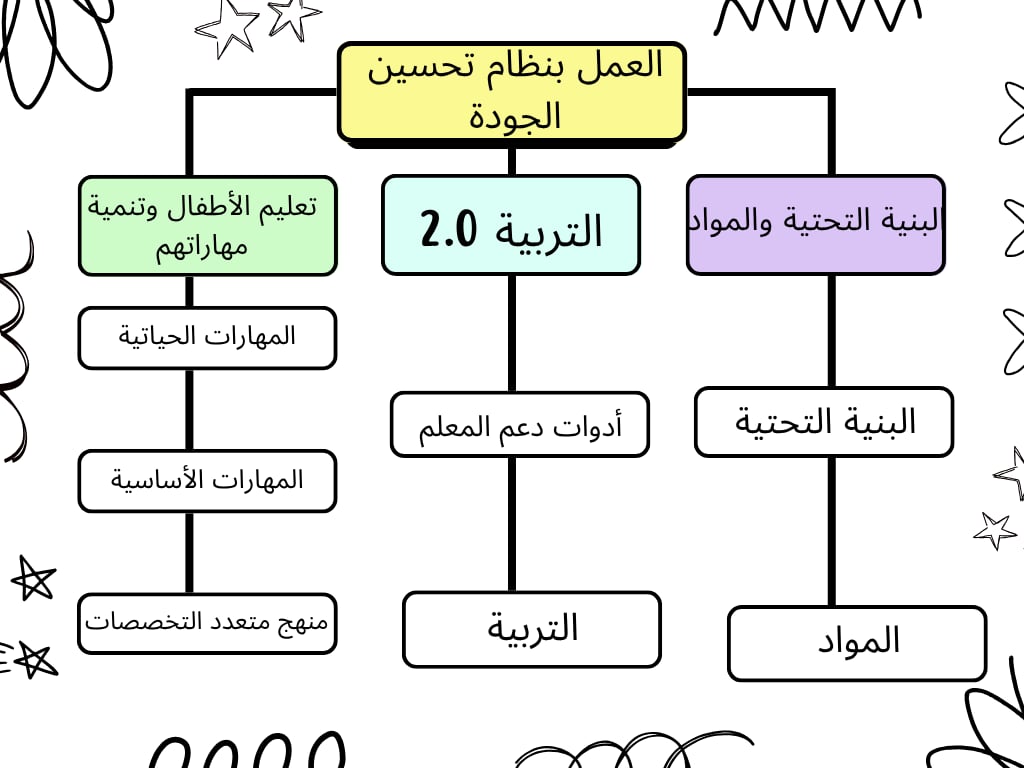 العمل بنظام تحسين
الجودة
البنية التحتية والمواد
التربية 2.0
تعليم الأطفال وتنمية
مهاراتهم
المهارات الحياتية
البنية التحتية
أدوات دعم المعلم
المهارات الأساسية
المواد
التربية
منهج متعدد التخصصات